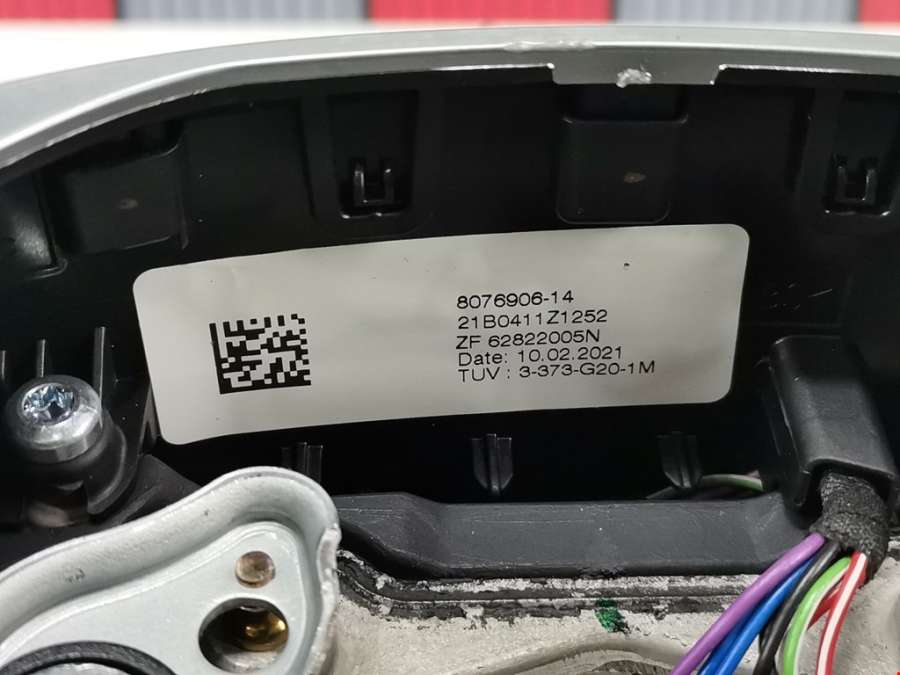 8076906-14
21B0411Z1252
ZF 62822005N
Date: 10.02.2021
TUV : 3-373-G20-1M